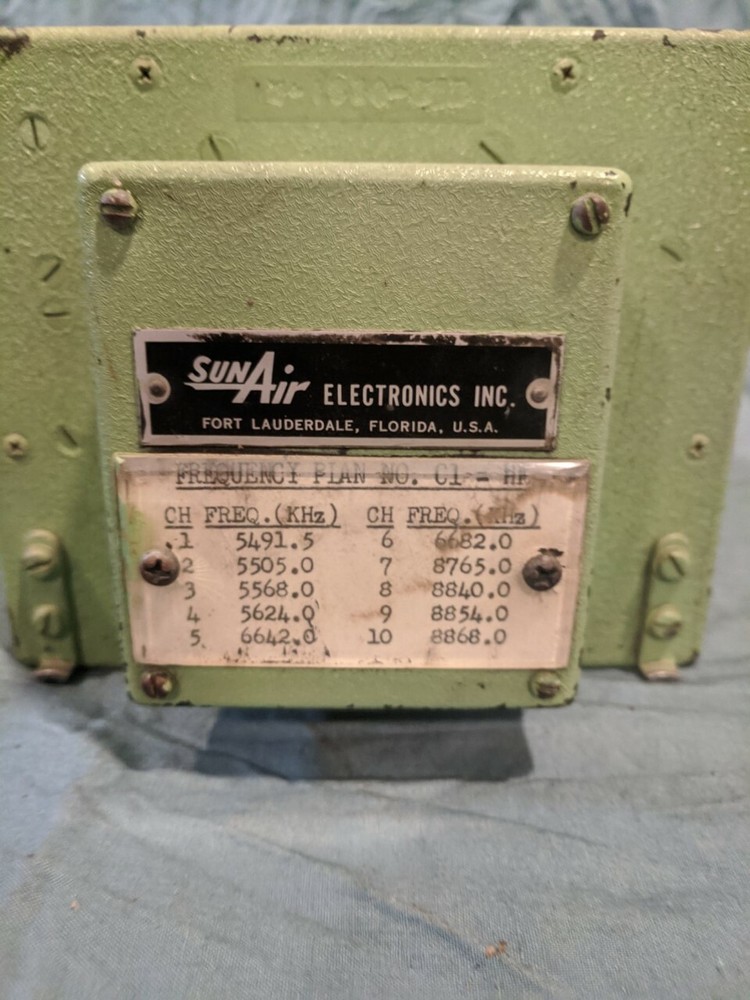 SunAir ELECTRONICS INC.
FORT LAUDERDALE, FLORIDA, U.S.A.
FREQUENCY PLAN NO. C1 - HF
CH FREQ.(KHz) CH FREQ.(KHz)
1 5491.5 6 6682.0
2 5505.0 7 8765.0
3 5568.0 8 8840.0
4 5624.0 9 8854.0
5 6642.0 10 8868.0